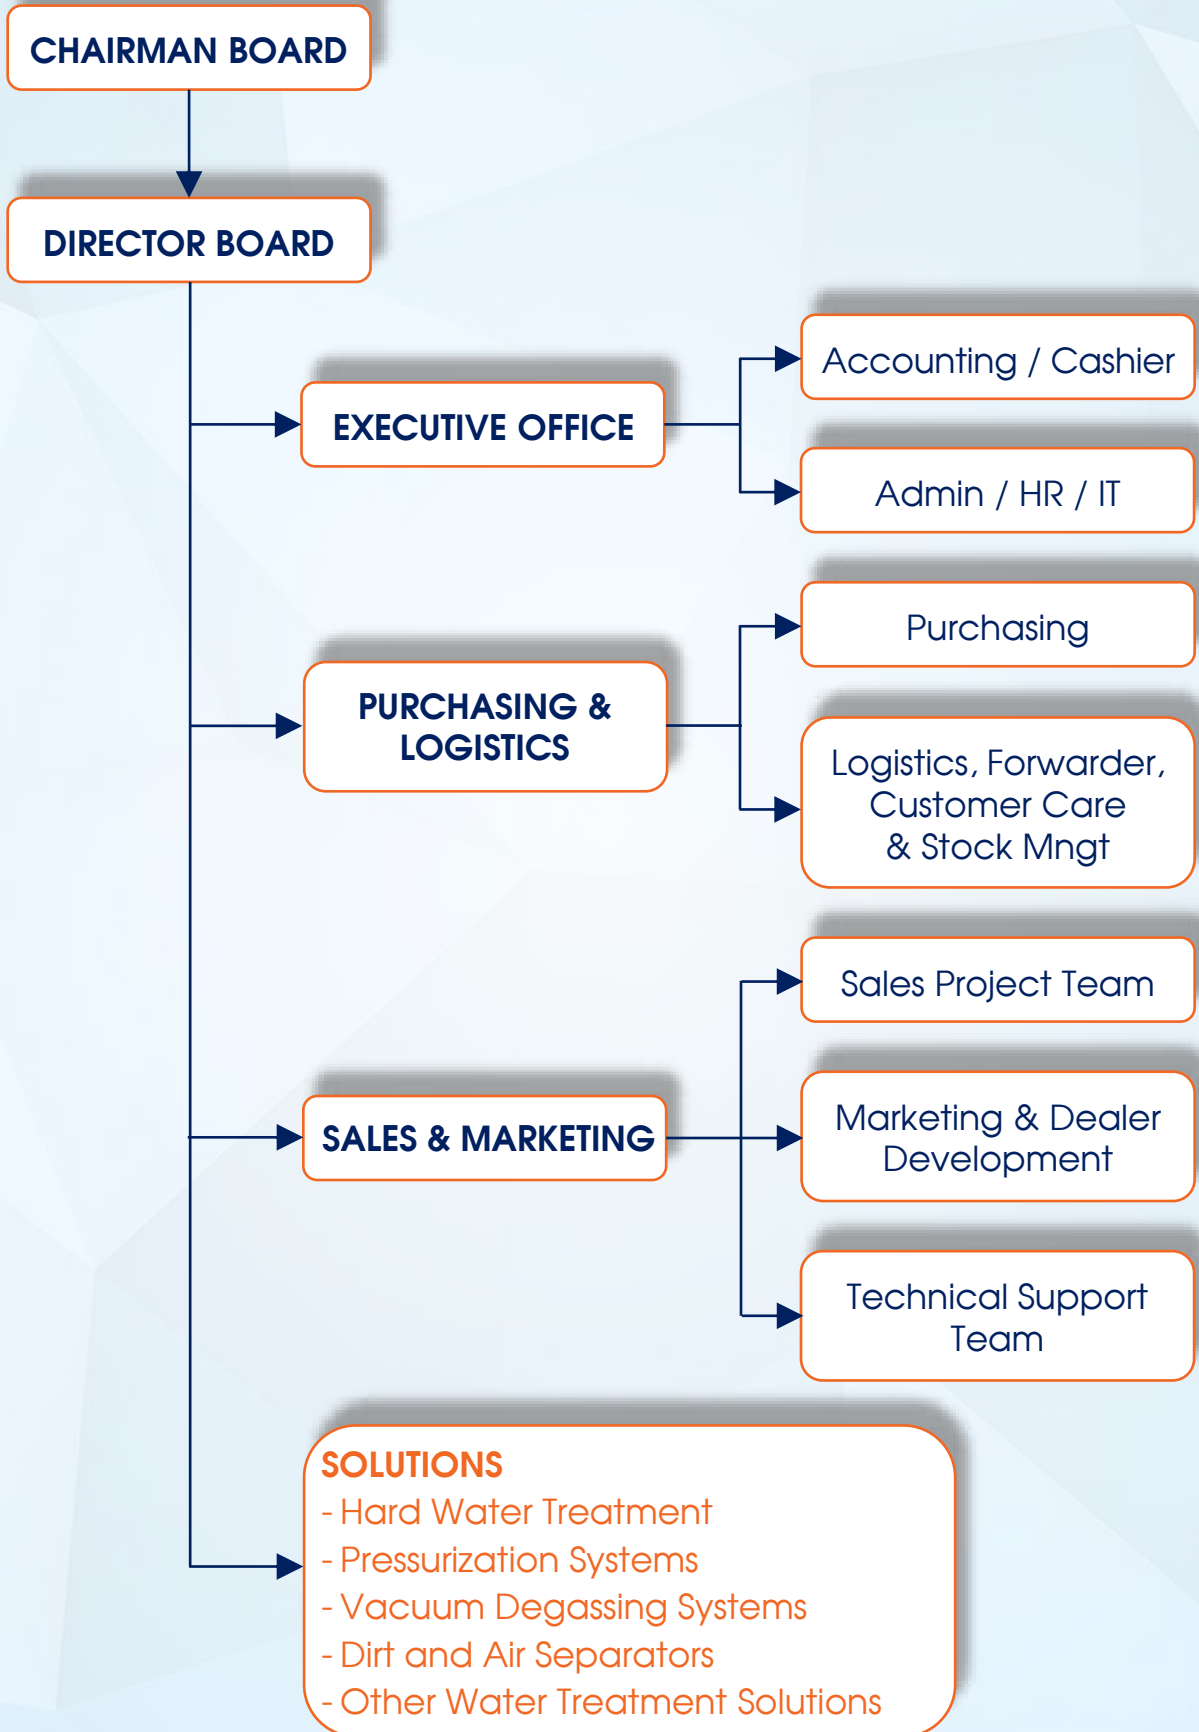 CHAIRMAN BOARD
DIRECTOR BOARD
EXECUTIVE OFFICE
Accounting / Cashier
Admin / HR / IT
PURCHASING &
LOGISTICS
Purchasing
Logistics, Forwarder,
Customer Care
& Stock Mngt
SALES & MARKETING
Sales Project Team
Marketing & Dealer
Development
Technical Support
Team
SOLUTIONS
- Hard Water Treatment
- Pressurization Systems
- Vacuum Degassing Systems
- Dirt and Air Separators
- Other Water Treatment Solutions